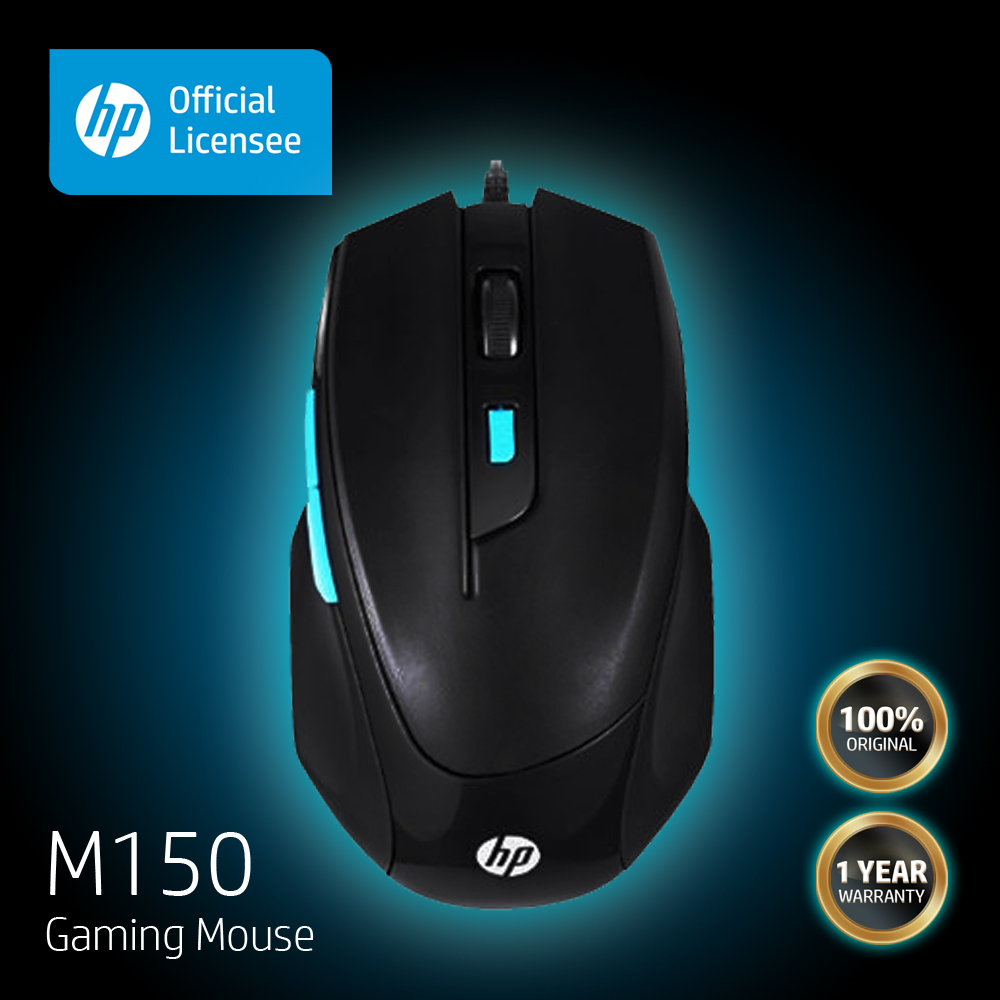 hp
Official
Licensee
hp
100%
ORIGINAL
1 YEAR
WARRANTY
M150
Gaming Mouse